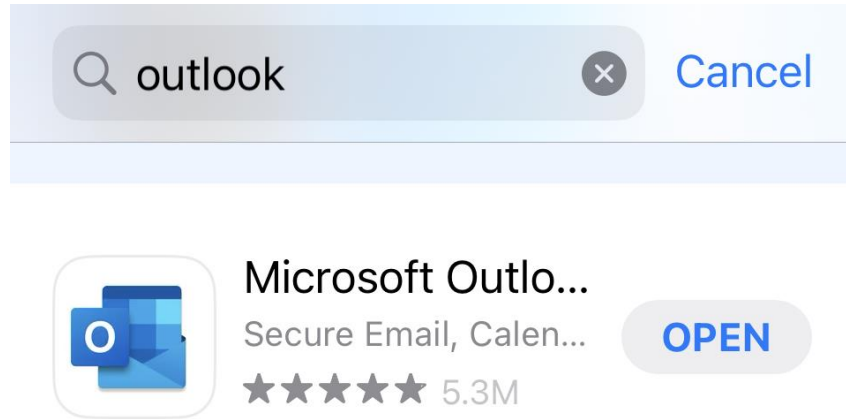 outlook
Cancel
Microsoft Outlo...
Secure Email, Calen...
OPEN
5.3M
O